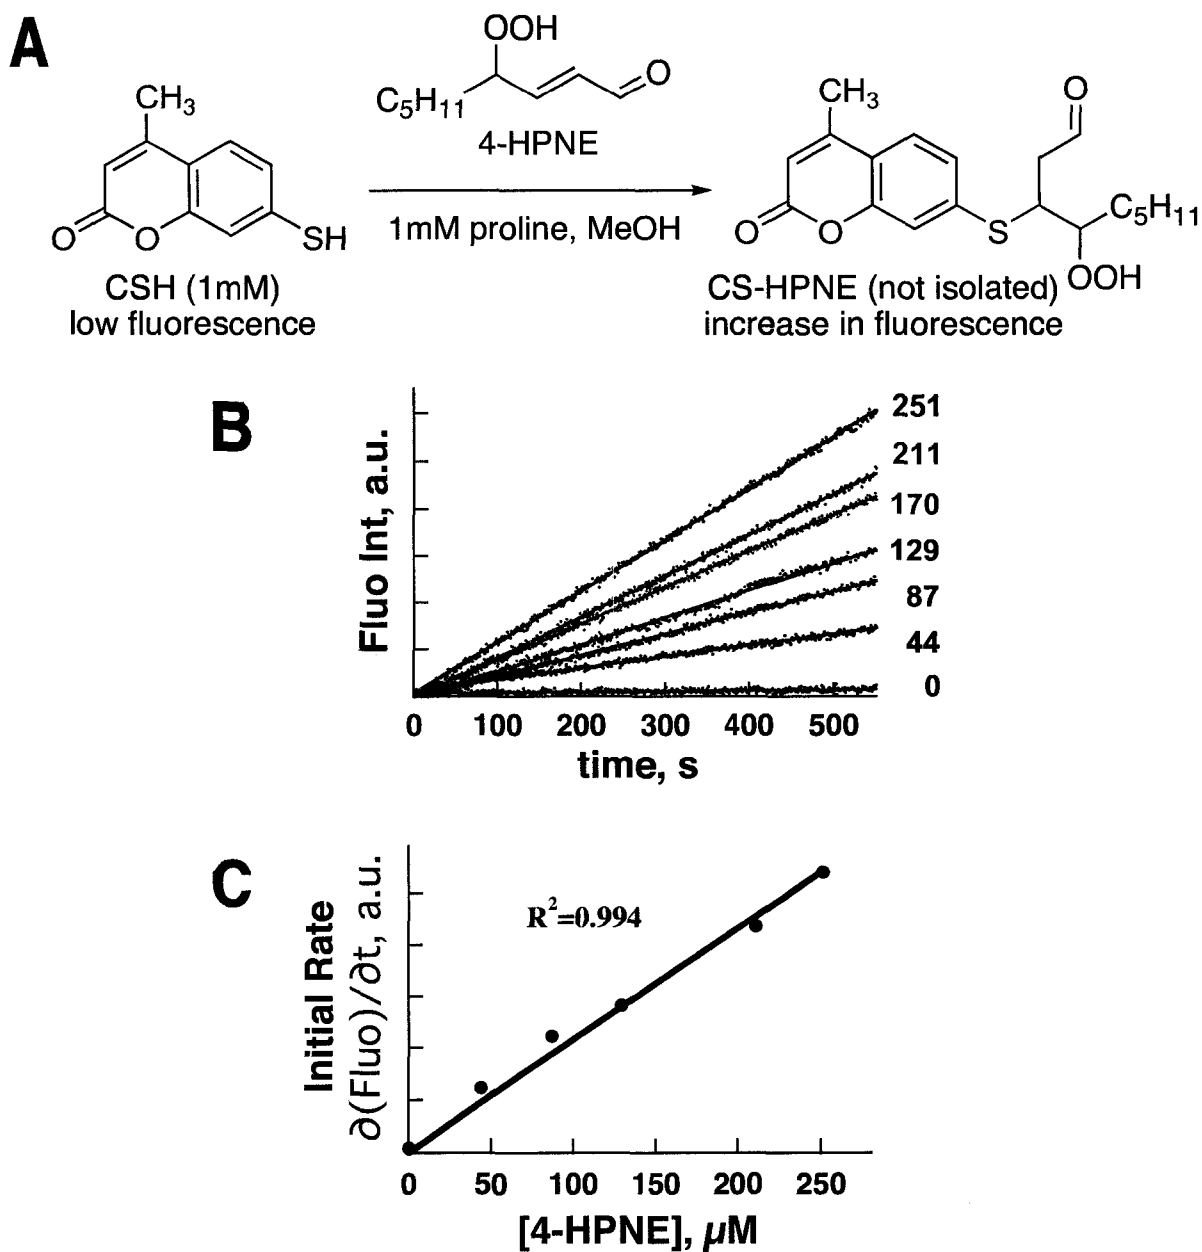 A
OOH
C5H11
O
4-HPNE
1mM proline, MeOH
CH3
O
O
SH
CSH (1mM)
low fluorescence
CH3
O
O
O
S
C5H11
OOH
CS-HPNE (not isolated)
increase in fluorescence
B
Fluo Int, a.u.
251
211
170
129
87
44
0
0 100 200 300 400 500
time, s
C
Initial Rate
∂(Fluo)/∂t, a.u.
R2=0.994
0 50 100 150 200 250
[4-HPNE], μM